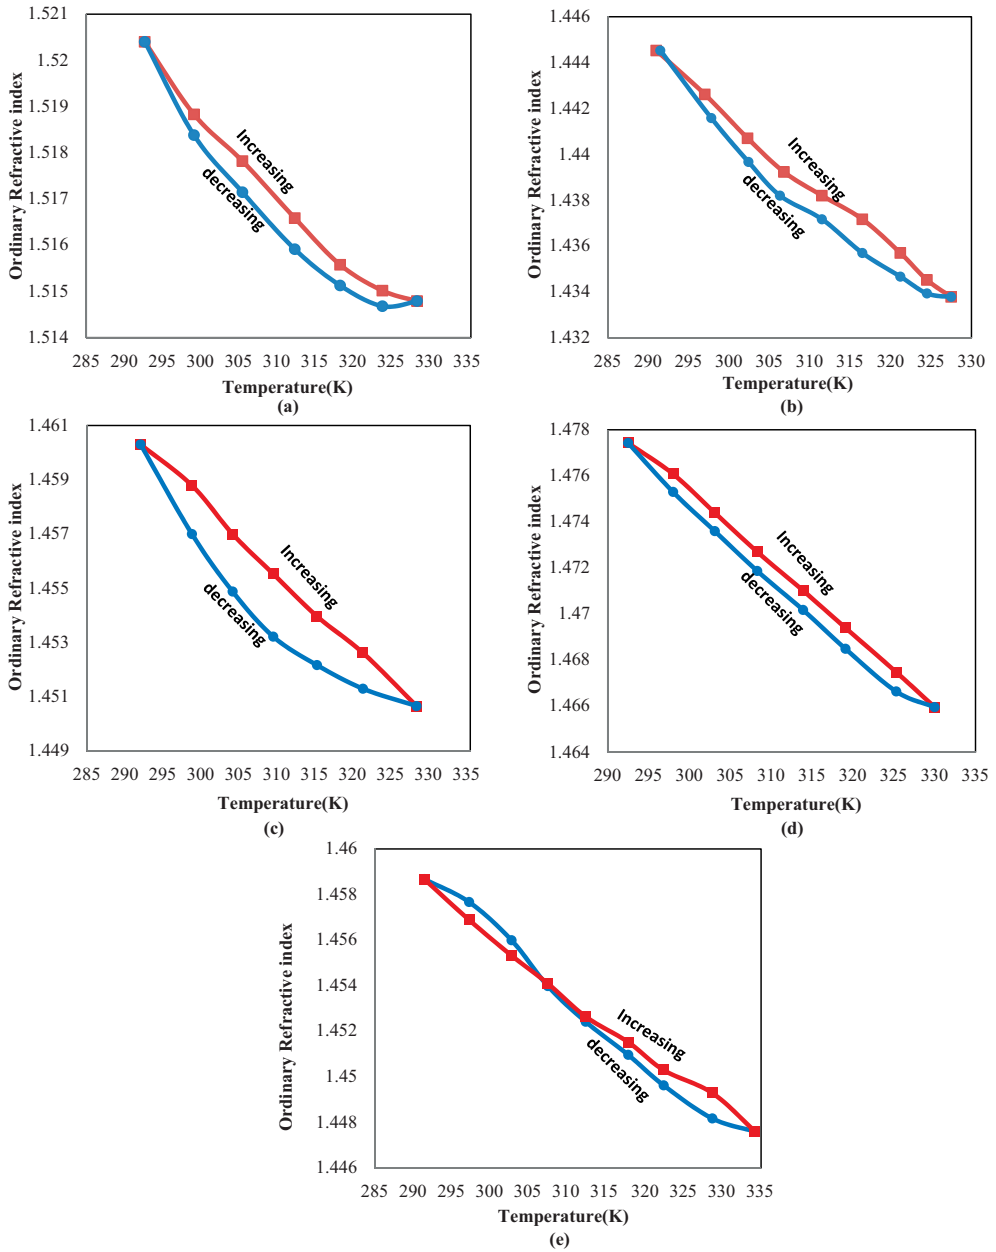 1.521
1.52
1.519
1.518
1.517
1.516
1.515
1.514
Ordinary Refractive index
Increasing
decreasing
285 290 295 300 305 310 315 320 325 330 335
Temperature(K)
(a)
1.446
1.444
1.442
1.44
1.438
1.436
1.434
1.432
Ordinary Refractive index
Increasing
decreasing
285 290 295 300 305 310 315 320 325 330
Temperature(K)
(b)
1.461
1.459
1.457
1.455
1.453
1.451
1.449
Ordinary Refractive index
Increasing
decreasing
285 290 295 300 305 310 315 320 325 330 335
Temperature(K)
(c)
1.478
1.476
1.474
1.472
1.47
1.468
1.466
1.464
Ordinary Refractive index
Increasing
decreasing
290 295 300 305 310 315 320 325 330 335
Temperature(K)
(d)
1.46
1.458
1.456
1.454
1.452
1.45
1.448
1.446
Ordinary Refractive index
Increasing
decreasing
285 290 295 300 305 310 315 320 325 330 335
Temperature(K)
(e)